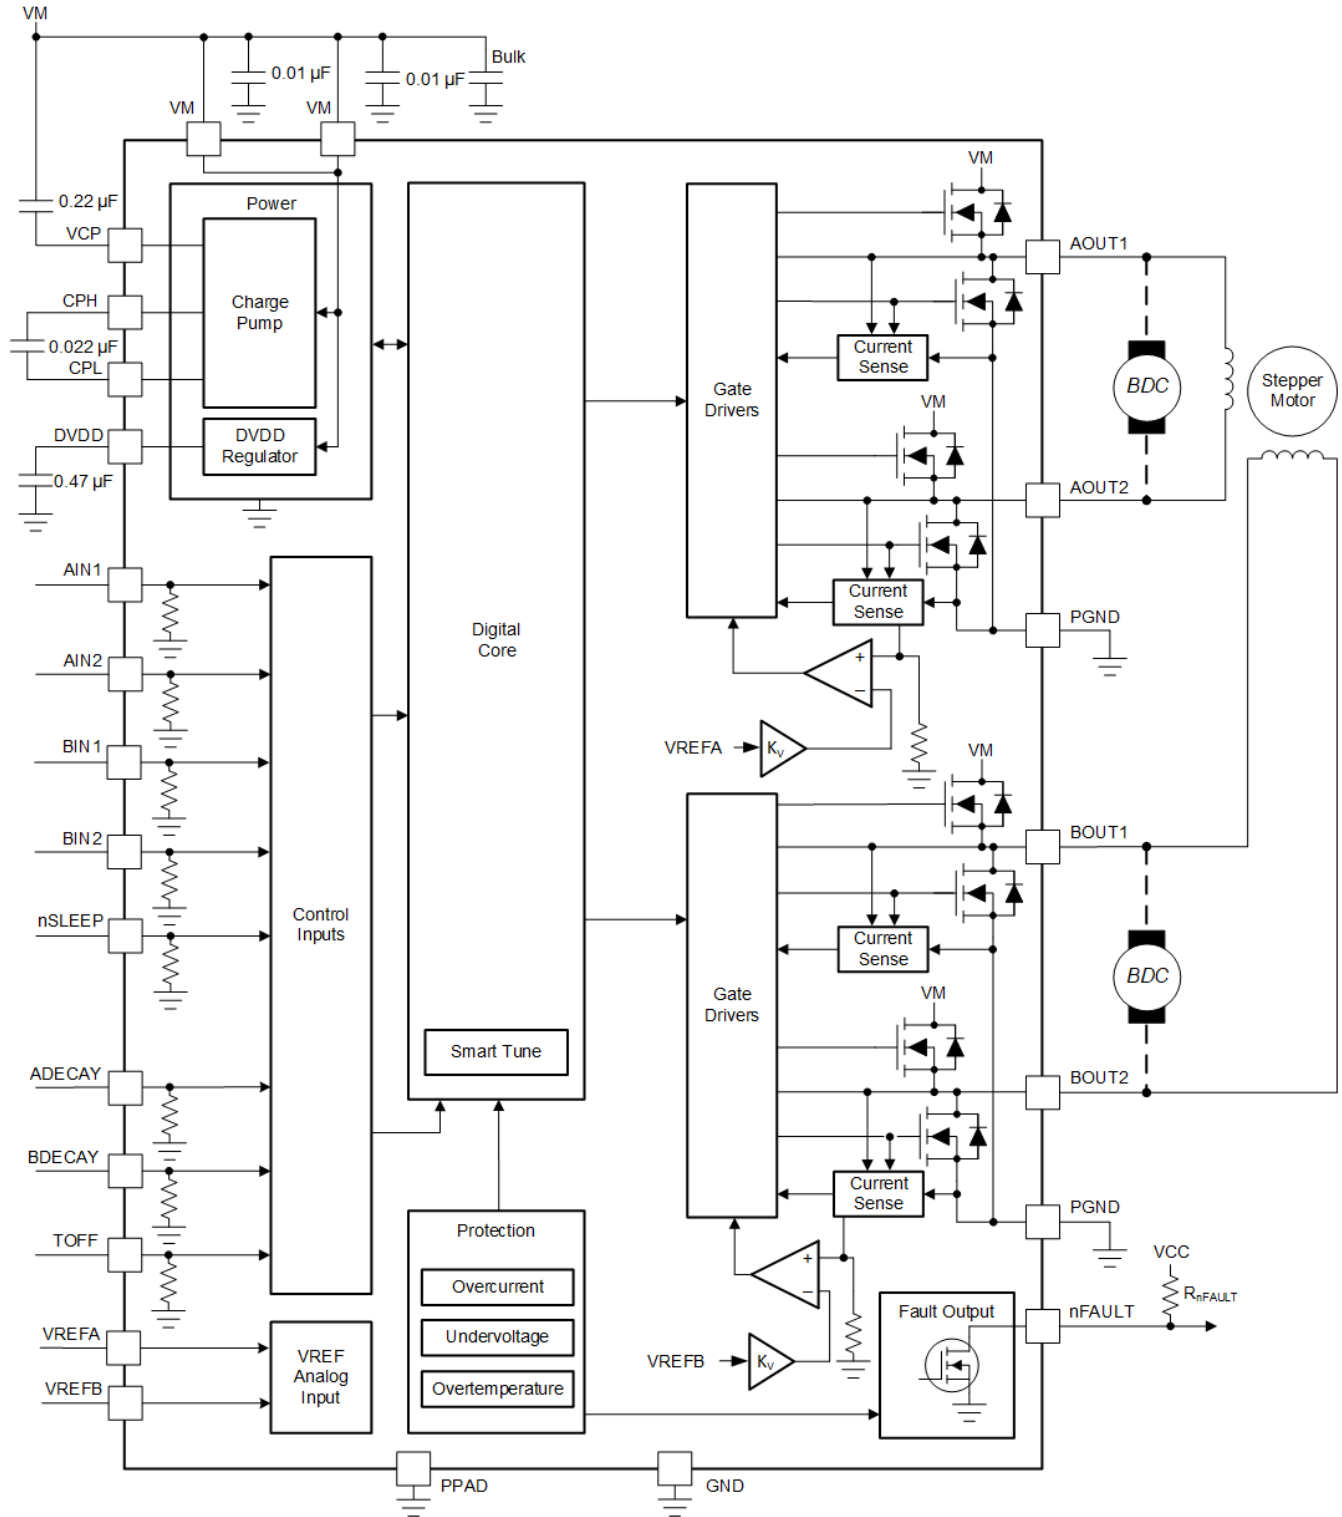 VM
Bulk
0.01 µF
0.01 µF
VM
VM
VM
0.22 µF
Power
VCP
AOUT1
CPH
Charge
Pump
0.022 µF
CPL
Current
Sense
Gate
Drivers
BDC
Stepper
Motor
VM
DVDD
DVDD
Regulator
0.47 µF
AOUT2
AIN1
Current
Sense
PGND
Digital
Core
AIN2
+
−
VREFA
KV
BIN1
VM
BIN2
BOUT1
nSLEEP
Control
Inputs
Current
Sense
Gate
Drivers
BDC
VM
Smart Tune
ADECAY
BOUT2
BDECAY
Current
Sense
PGND
Protection
TOFF
VCC
+
−
Overcurrent
RnFAULT
Fault Output
nFAULT
VREFA
Undervoltage
VREF
Analog
Input
VREFB
KV
VREFB
Overtemperature
PPAD
GND